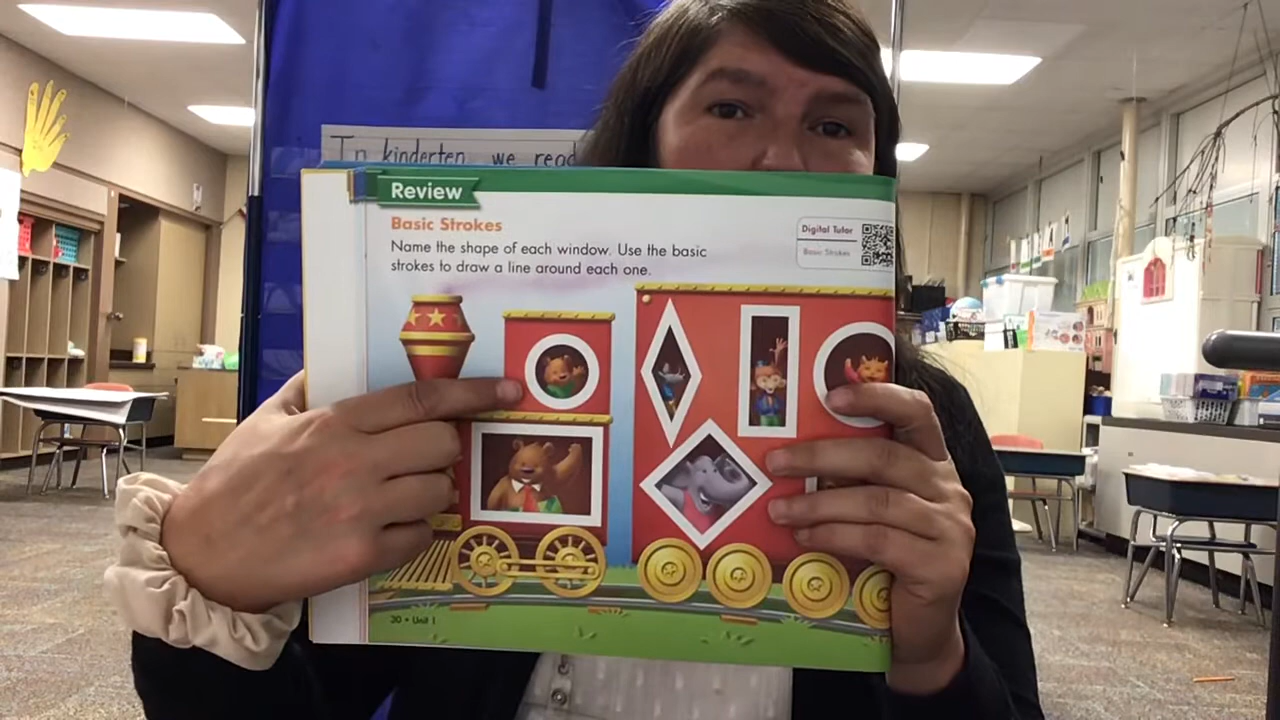 In kinderten we read
Review
Basic Strokes
Name the shape of each window. Use the basic
strokes to draw a line around each one.
Digital Tutor
Basic Strokes
20 • Unit 1